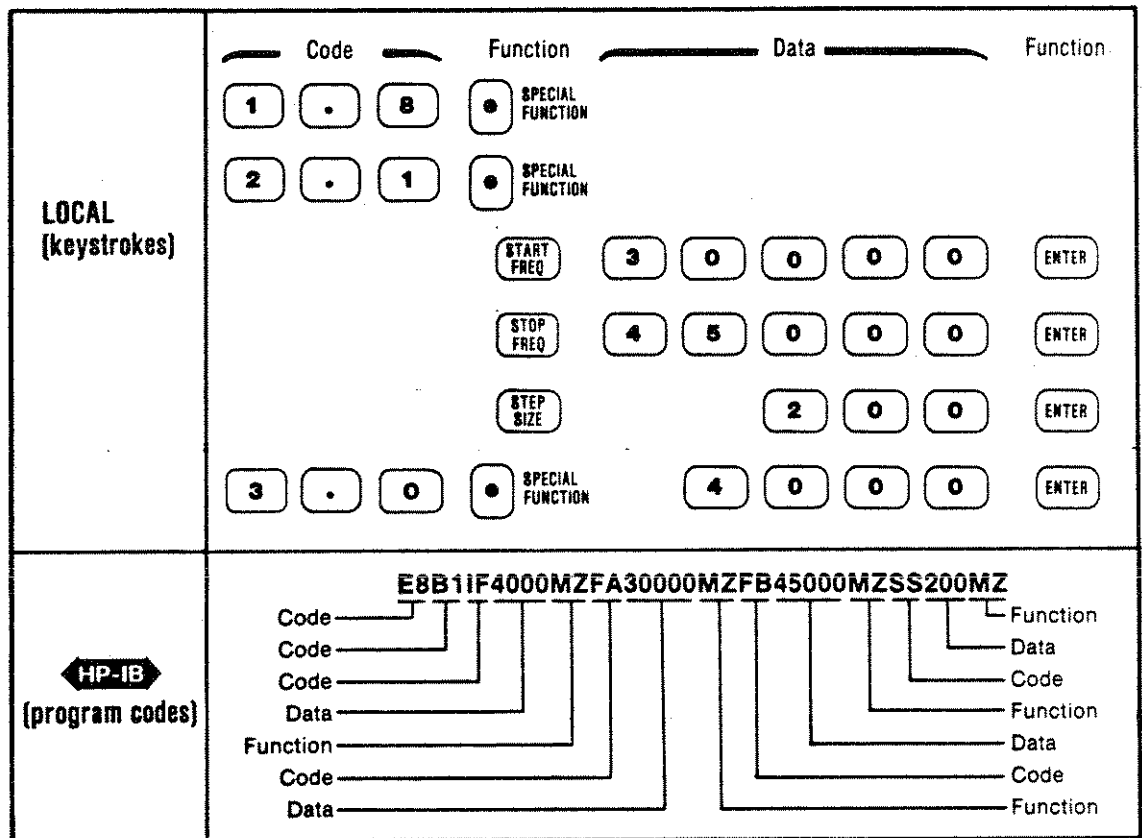 Code Function Data Function
1 . 8 SPECIAL FUNCTION
2 . 1 SPECIAL FUNCTION
LOCAL
(keystrokes)
START FREQ 3 0 0 0 0 ENTER
STOP FREQ 4 5 0 0 0 ENTER
STEP SIZE 2 0 0 ENTER
3 . 0 SPECIAL FUNCTION 4 0 0 0 ENTER
HP-IB
(program codes)
E8B1IF4000MZFA30000MZFB45000MZSS200MZ
Code
Code
Code
Data
Function
Code
Data
Function
Data
Code
Function
Data
Code
Function